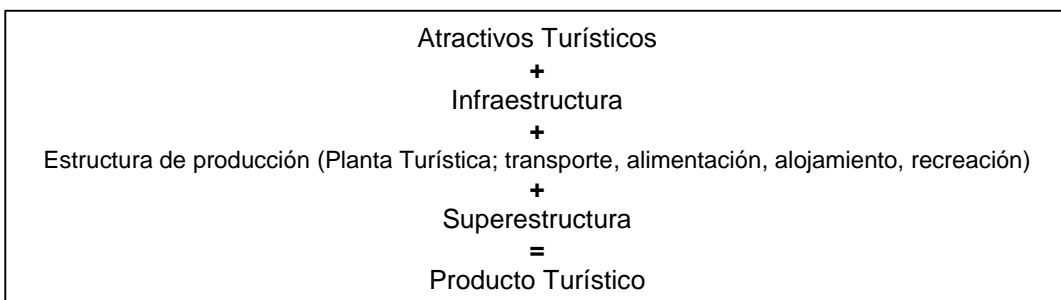 Atractivos Turísticos
+
Infraestructura
+
Estructura de producción (Planta Turística; transporte, alimentación, alojamiento, recreación)
+
Superestructura
=
Producto Turístico